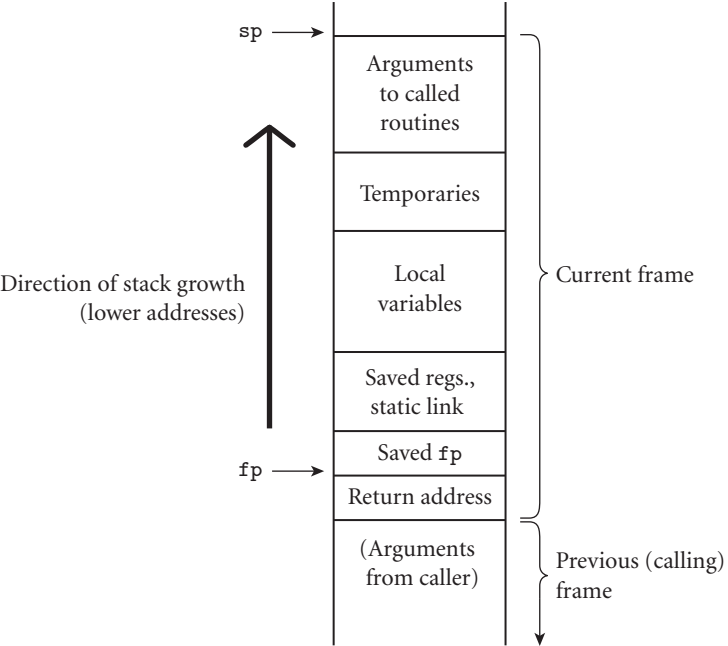 sp
Arguments
to called
routines
Temporaries
Direction of stack growth
(lower addresses)
Local
variables
Current frame
Saved regs.,
static link
Saved fp
fp
Return address
(Arguments
from caller)
Previous (calling)
frame